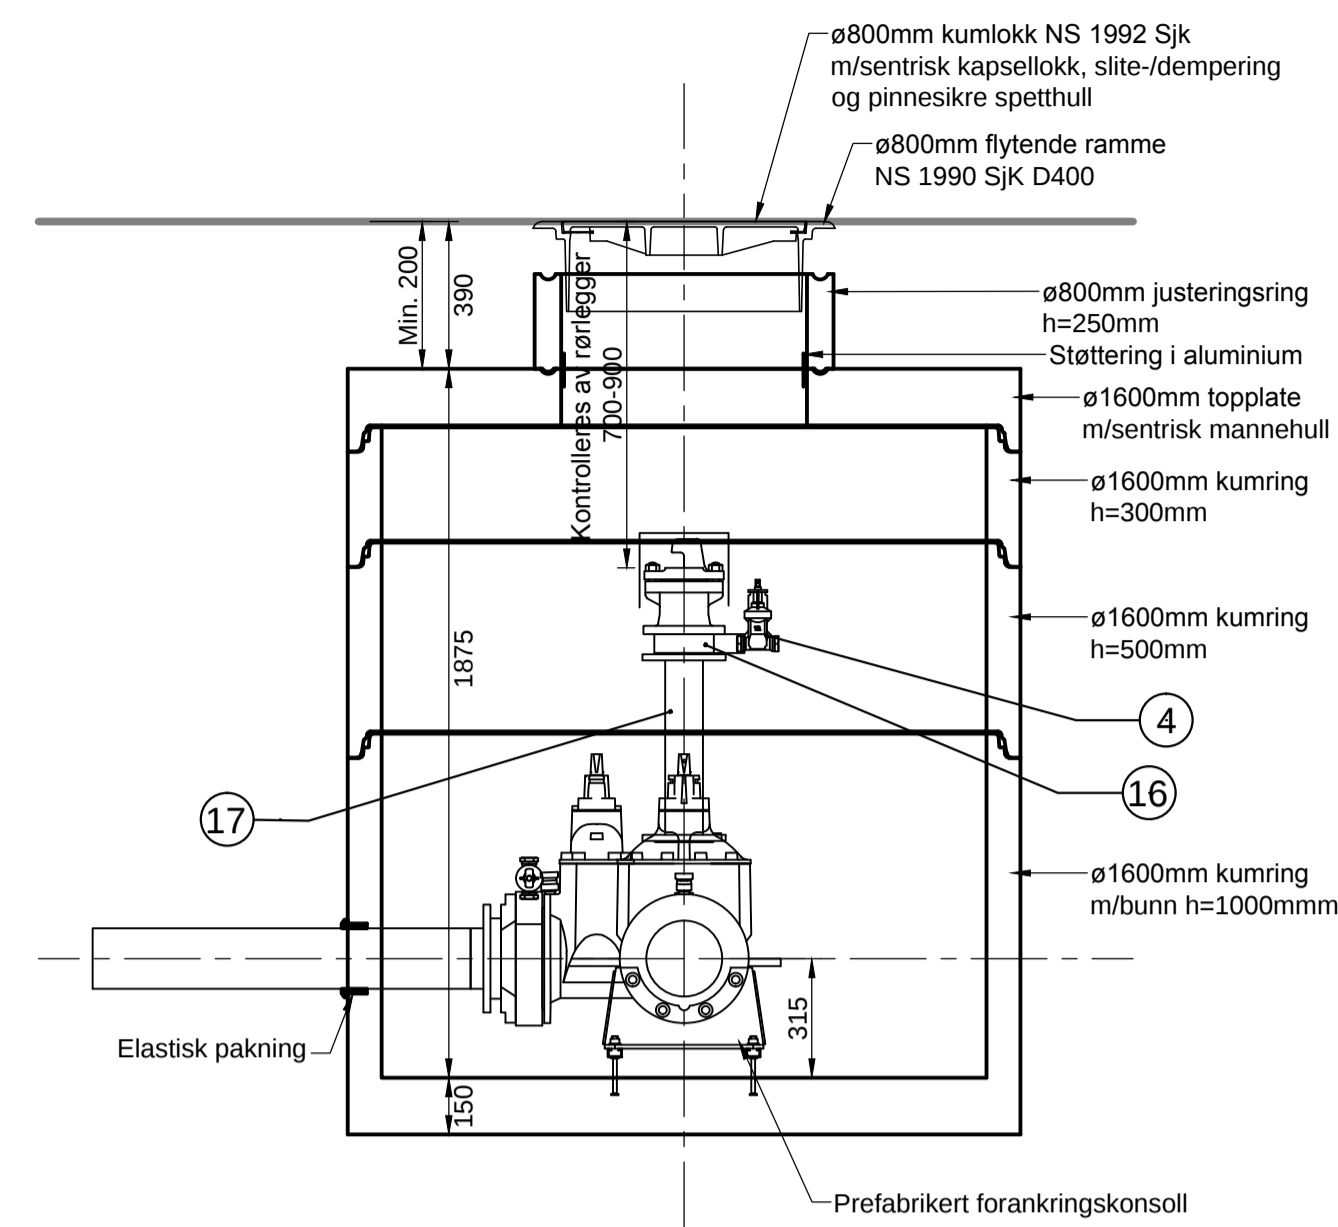 ø800mm kumlokk NS 1992 Sjk
m/sentrisk kapsellokk, slite-/dempering
og pinnesikre spetthull
ø800mm flytende ramme
NS 1990 SjK D400
Min. 200
390
Kontrolleres av rørlegger
700-900
ø800mm justeringsring
h=250mm
Støttering i aluminium
ø1600mm topplate
m/sentrisk mannehull
ø1600mm kumring
h=300mm
ø1600mm kumring
h=500mm
1875
4
16
17
ø1600mm kumring
m/bunn h=1000mmm
315
Elastisk pakning
150
Prefabrikert forankringskonsoll